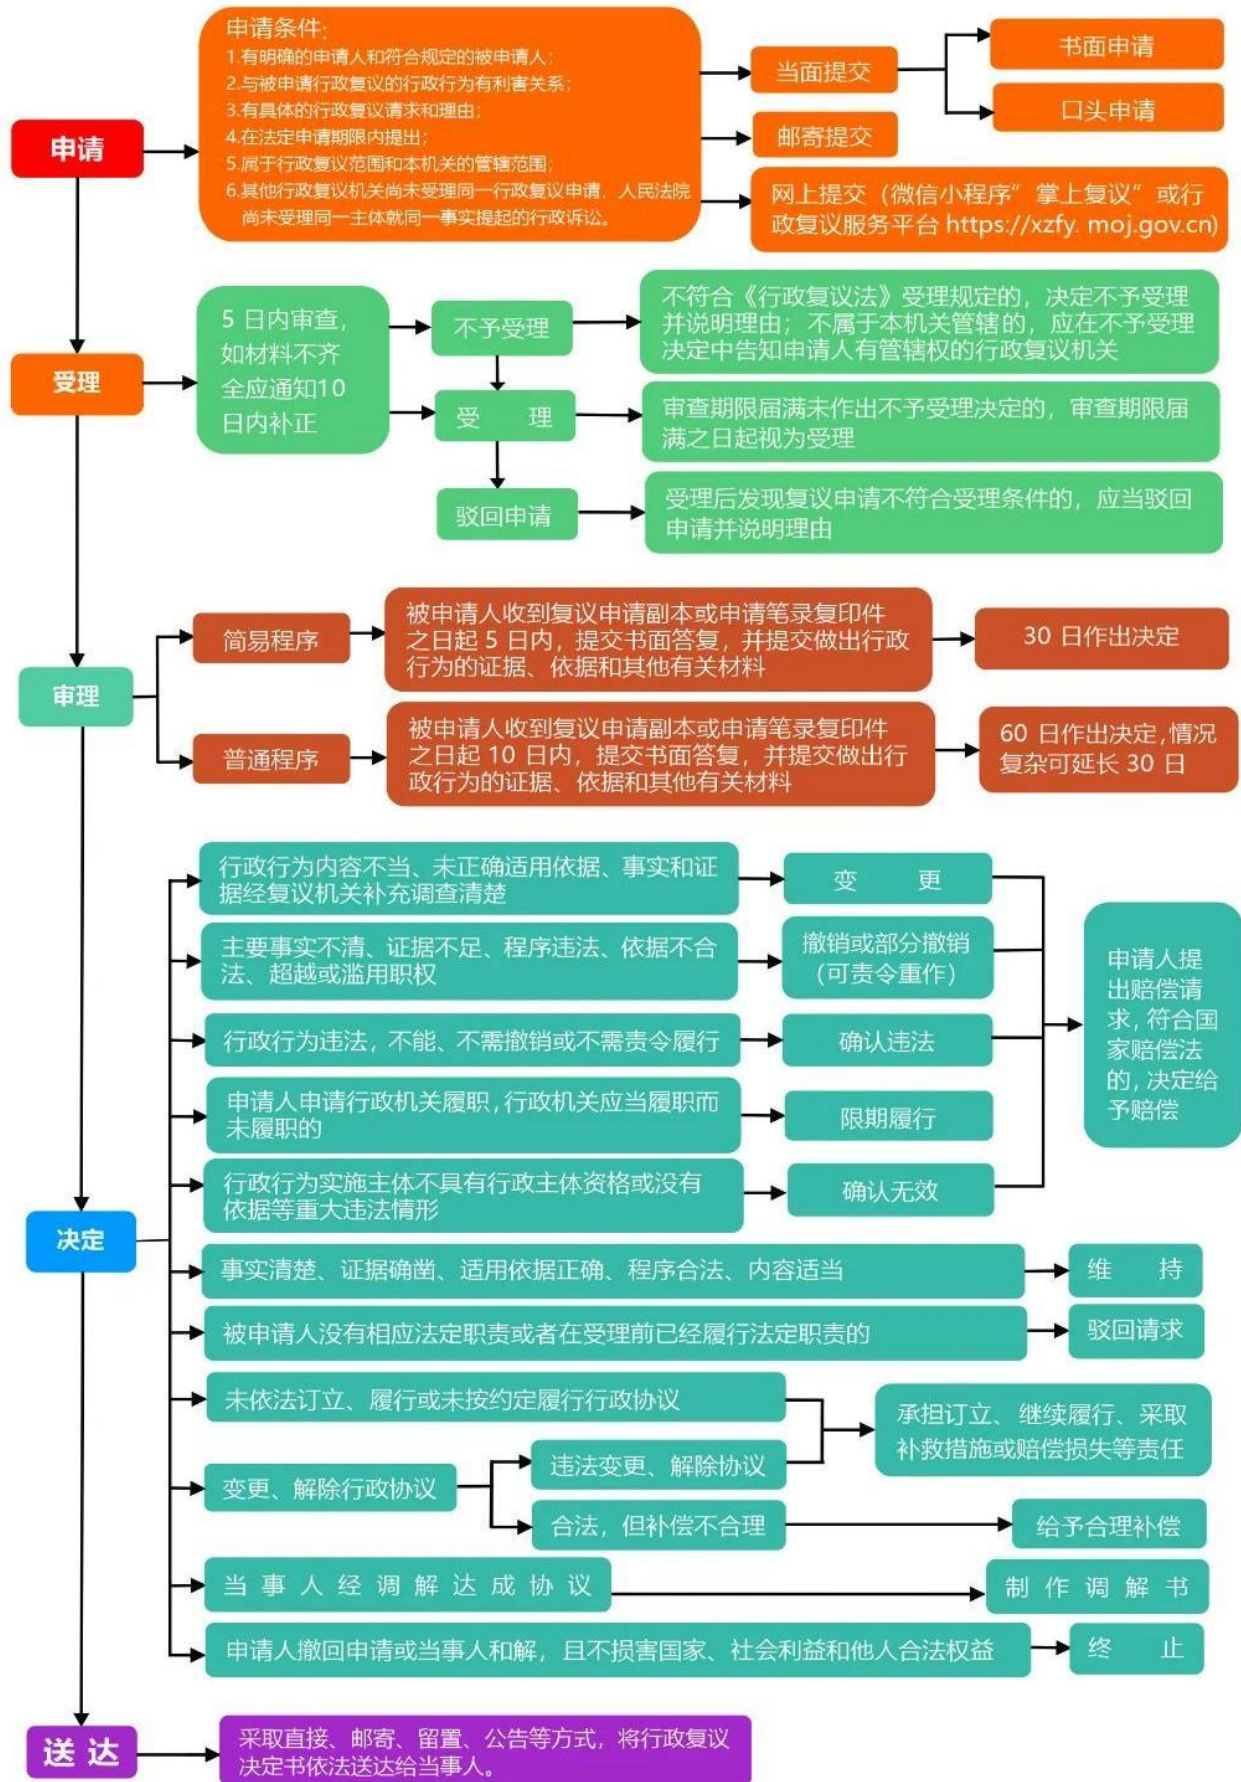 申请
申请条件:
1.有明确的申请人和符合规定的被申请人;
2.与被申请行政复议的行政行为有利害关系;
3.有具体的行政复议请求和理由;
4.在法定申请期限内提出;
5.属于行政复议范围和本机关的管辖范围;
6.其他行政复议机关尚未受理同一行政复议申请,人民法院
尚未受理同一主体就同一事实提起的行政诉讼。
当面提交
书面申请
口头申请
邮寄提交
网上提交(微信小程序”掌上复议”或行
政复议服务平台 https://xzfy. moj.gov.cn)
受理
5 日内审查,
如材料不齐
全应通知10
日内补正
不予受理
不符合《行政复议法》受理规定的,决定不予受理
并说明理由;不属于本机关管辖的,应在不予受理
决定中告知申请人有管辖权的行政复议机关
受 理
审查期限届满未作出不予受理决定的,审查期限届
满之日起视为受理
驳回申请
受理后发现复议申请不符合受理条件的,应当驳回
申请并说明理由
审理
简易程序
被申请人收到复议申请副本或申请笔录复印件
之日起 5 日内,提交书面答复,并提交做出行政
行为的证据、依据和其他有关材料
30 日作出决定
普通程序
被申请人收到复议申请副本或申请笔录复印件
之日起 10 日内,提交书面答复,并提交做出行
政行为的证据、依据和其他有关材料
60 日作出决定,情况
复杂可延长 30 日
决定
行政行为内容不当、未正确适用依据、事实和证
据经复议机关补充调查清楚
变 更
主要事实不清、证据不足、程序违法、依据不合
法、超越或滥用职权
撤销或部分撤销
(可责令重作)
行政行为违法,不能、不需撤销或不需责令履行
确认违法
申请人申请行政机关履职,行政机关应当履职而
未履职的
限期履行
行政行为实施主体不具有行政主体资格或没有
依据等重大违法情形
确认无效
申请人提
出赔偿请
求,符合国
家赔偿法
的,决定给
予赔偿
事实清楚、证据确凿、适用依据正确、程序合法、内容适当
维 持
被申请人没有相应法定职责或者在受理前已经履行法定职责的
驳回请求
未依法订立、履行或未按约定履行行政协议
变更、解除行政协议
违法变更、解除协议
承担订立、继续履行、采取
补救措施或赔偿损失等责任
合法,但补偿不合理
给予合理补偿
当 事 人 经 调 解 达 成 协 议
制 作 调 解 书
申请人撤回申请或当事人和解,且不损害国家、社会利益和他人合法权益
终 止
送 达
采取直接、邮寄、留置、公告等方式,将行政复议
决定书依法送达给当事人。